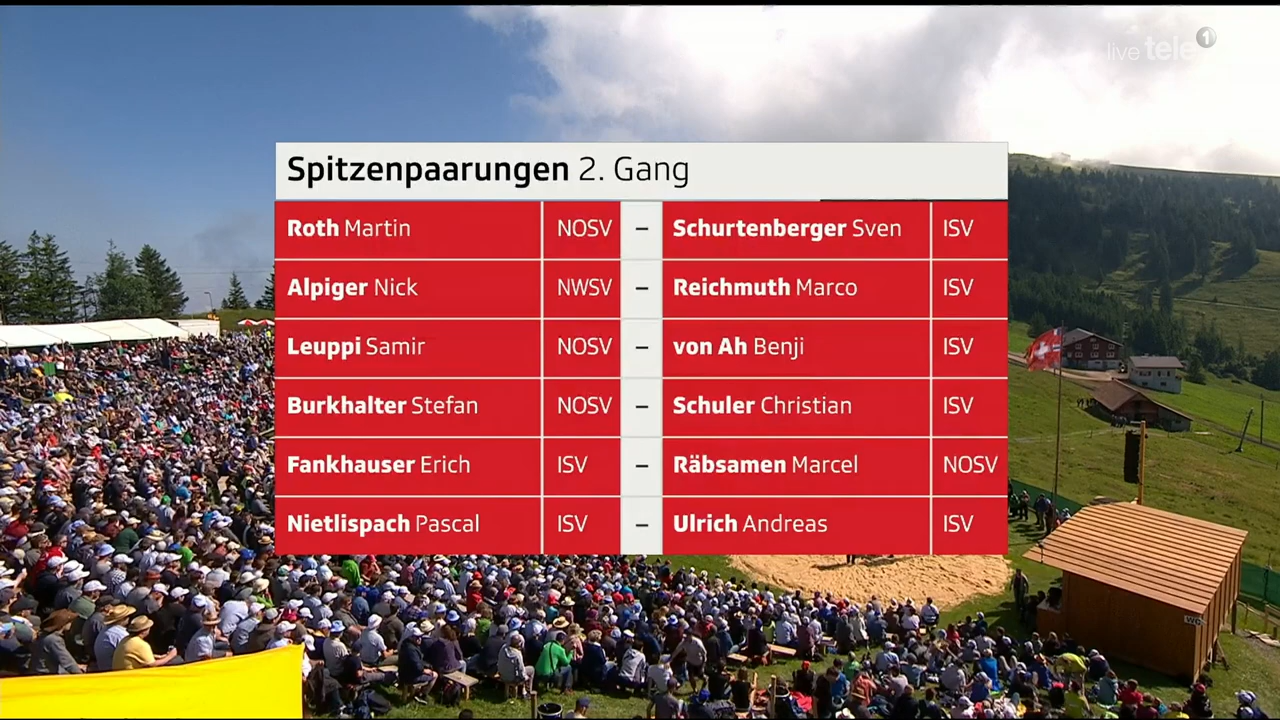 live tele 1
Spitzenpaarungen 2. Gang
Roth Martin NOSV – Schurtenberger Sven ISV
Alpiger Nick NWSV – Reichmuth Marco ISV
Leuppi Samir NOSV – von Ah Benji ISV
Burkhalter Stefan NOSV – Schuler Christian ISV
Fankhauser Erich ISV – Räbsamen Marcel NOSV
Nietlispach Pascal ISV – Ulrich Andreas ISV